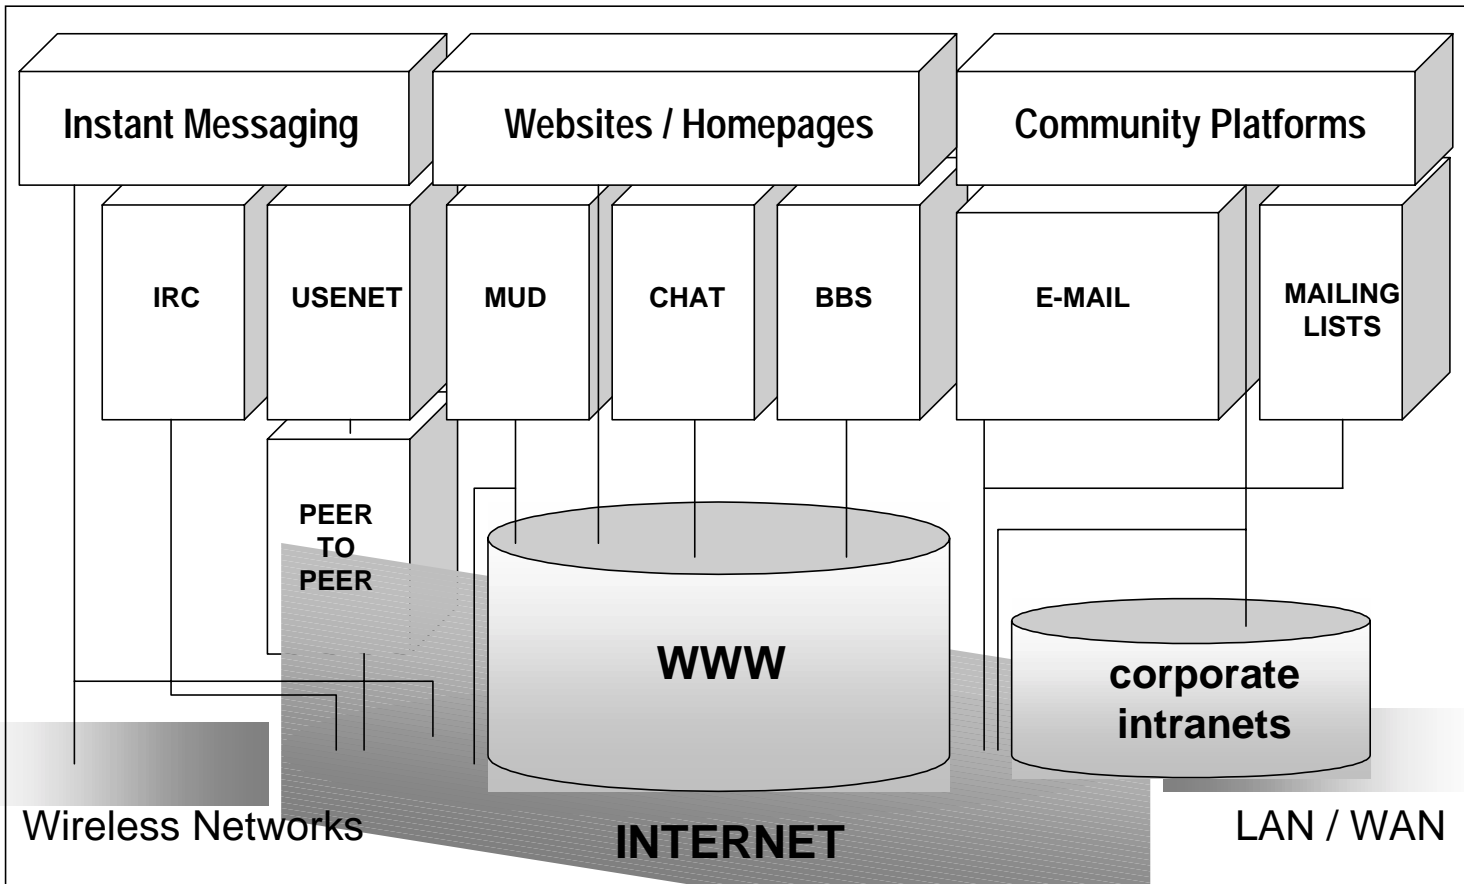 Instant Messaging
Websites / Homepages
Community Platforms
IRC
USENET
MUD
CHAT
BBS
E-MAIL
MAILING
LISTS
PEER
TO
PEER
WWW
corporate
intranets
Wireless Networks
INTERNET
LAN / WAN